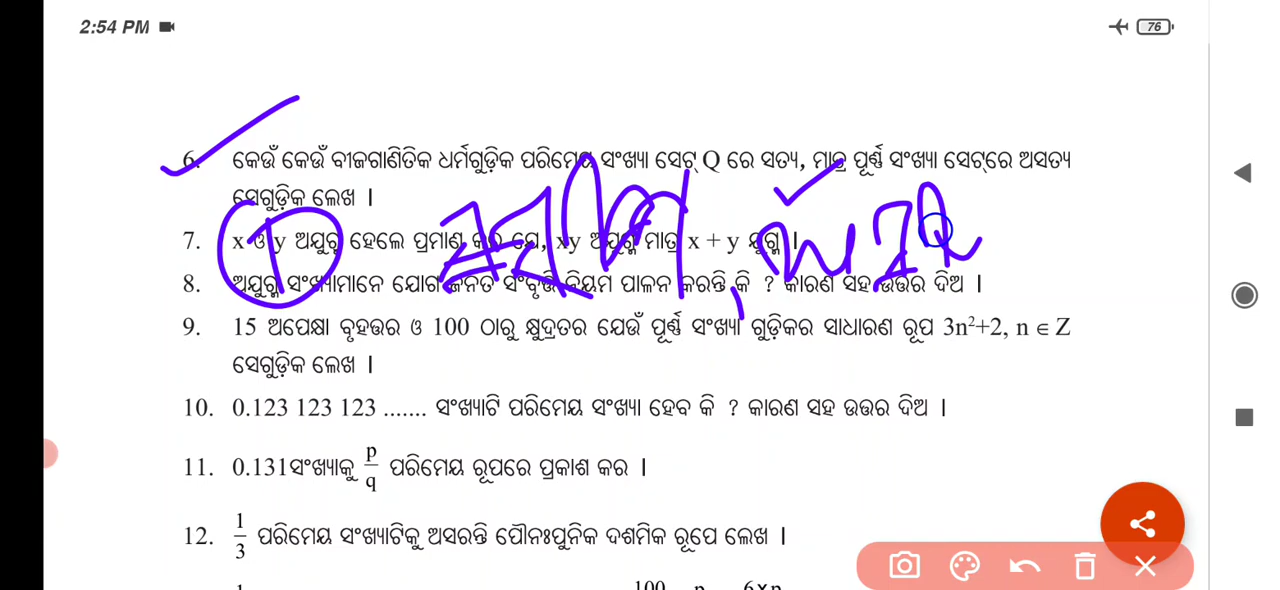 2:54 PM
76
6. କେଉଁ କେଉଁ ବୀଜଗାଣିତିକ ଧର୍ମଗୁଡ଼ିକ ପରିମେୟ ସଂଖ୍ୟା ସେଟ୍ Q ରେ ସତ୍ୟ, ମାତ୍ର ପୂର୍ଣ୍ଣ ସଂଖ୍ୟା ସେଟ୍‌ରେ ଅସତ୍ୟ
ସେଗୁଡ଼ିକ ଲେଖ ।
7. x ଓ y ଅଯୁଗ୍ମ ହେଲେ ପ୍ରମାଣ କର ଯେ, xy ଅଯୁଗ୍ମ ମାତ୍ର x + y ଯୁଗ୍ମ ।
8. ଅଯୁଗ୍ମ ସଂଖ୍ୟାମାନେ ଯୋଗ ଜନିତ ସଂବୃତ୍ତି ନିୟମ ପାଳନ କରନ୍ତି କି ? କାରଣ ସହ ଉତ୍ତର ଦିଅ ।
9. 15 ଅପେକ୍ଷା ବୃହତ୍ତର ଓ 100 ଠାରୁ କ୍ଷୁଦ୍ରତର ଯେଉଁ ପୂର୍ଣ୍ଣ ସଂଖ୍ୟା ଗୁଡ଼ିକର ସାଧାରଣ ରୂପ 3n²+2, n ∈ Z
ସେଗୁଡ଼ିକ ଲେଖ ।
10. 0.123 123 123 ....... ସଂଖ୍ୟାଟି ପରିମେୟ ସଂଖ୍ୟା ହେବ କି ? କାରଣ ସହ ଉତ୍ତର ଦିଅ ।
11. 0.131ସଂଖ୍ୟାକୁ p/q ପରିମେୟ ରୂପରେ ପ୍ରକାଶ କର ।
12. 1/3 ପରିମେୟ ସଂଖ୍ୟାଟିକୁ ଅସରନ୍ତି ପୌନଃପୁନିକ ଦଶମିକ ରୂପେ ଲେଖ ।